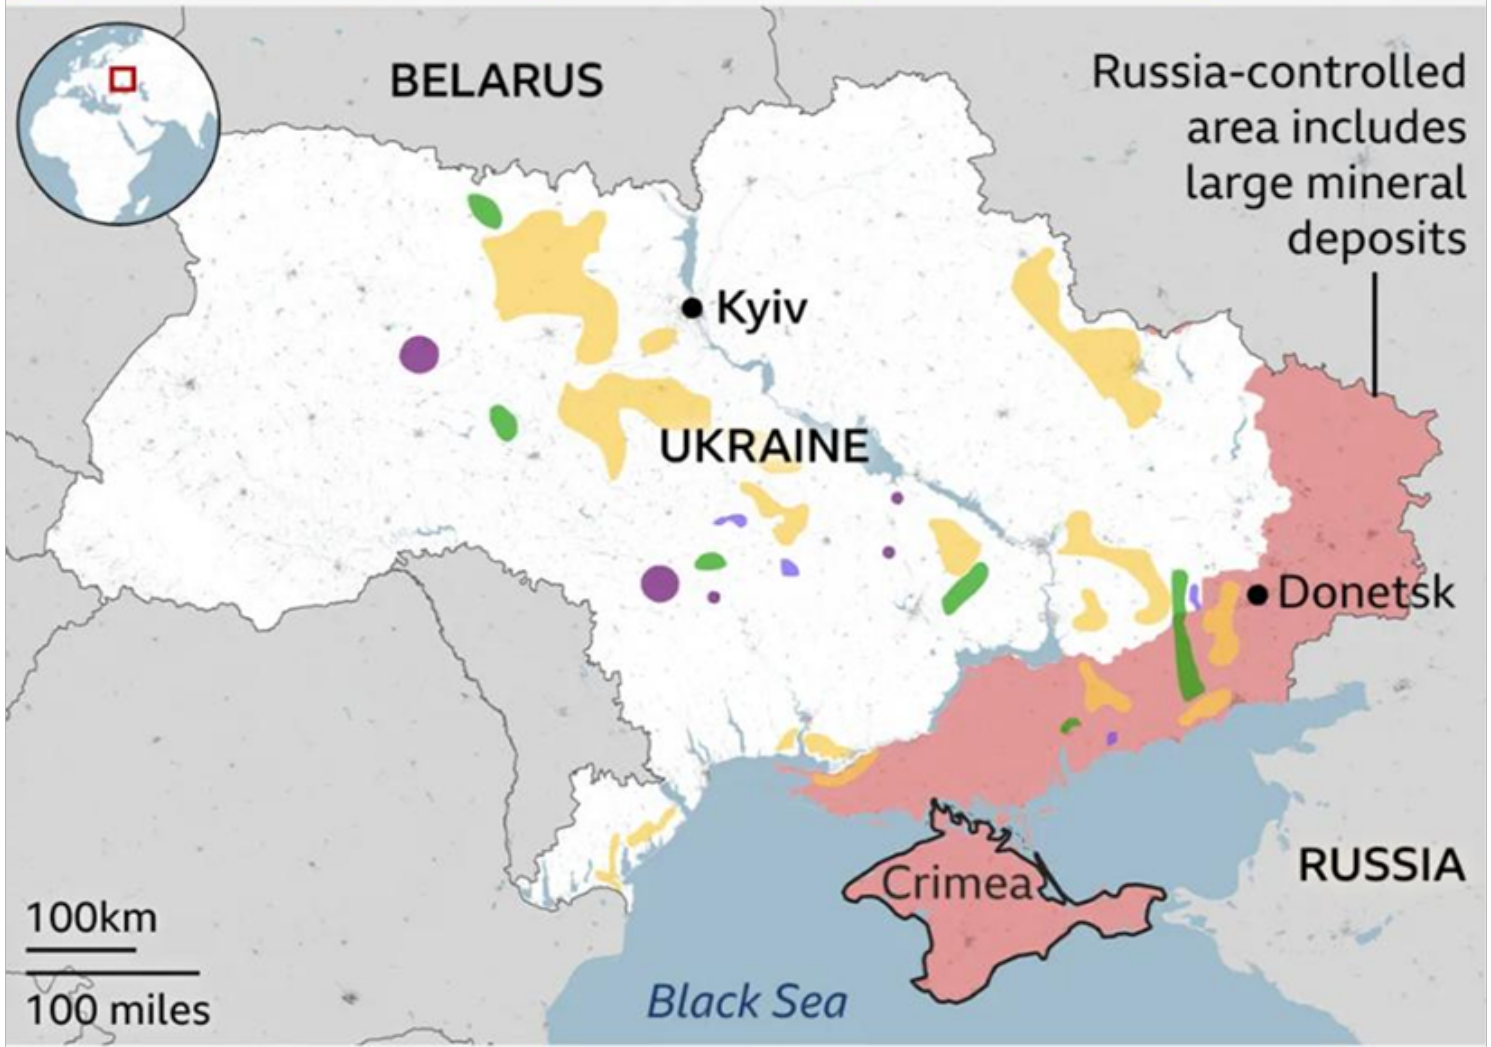 BELARUS
Russia-controlled
area includes
large mineral
deposits
Kyiv
UKRAINE
Donetsk
Crimea
RUSSIA
100km
100 miles
Black Sea